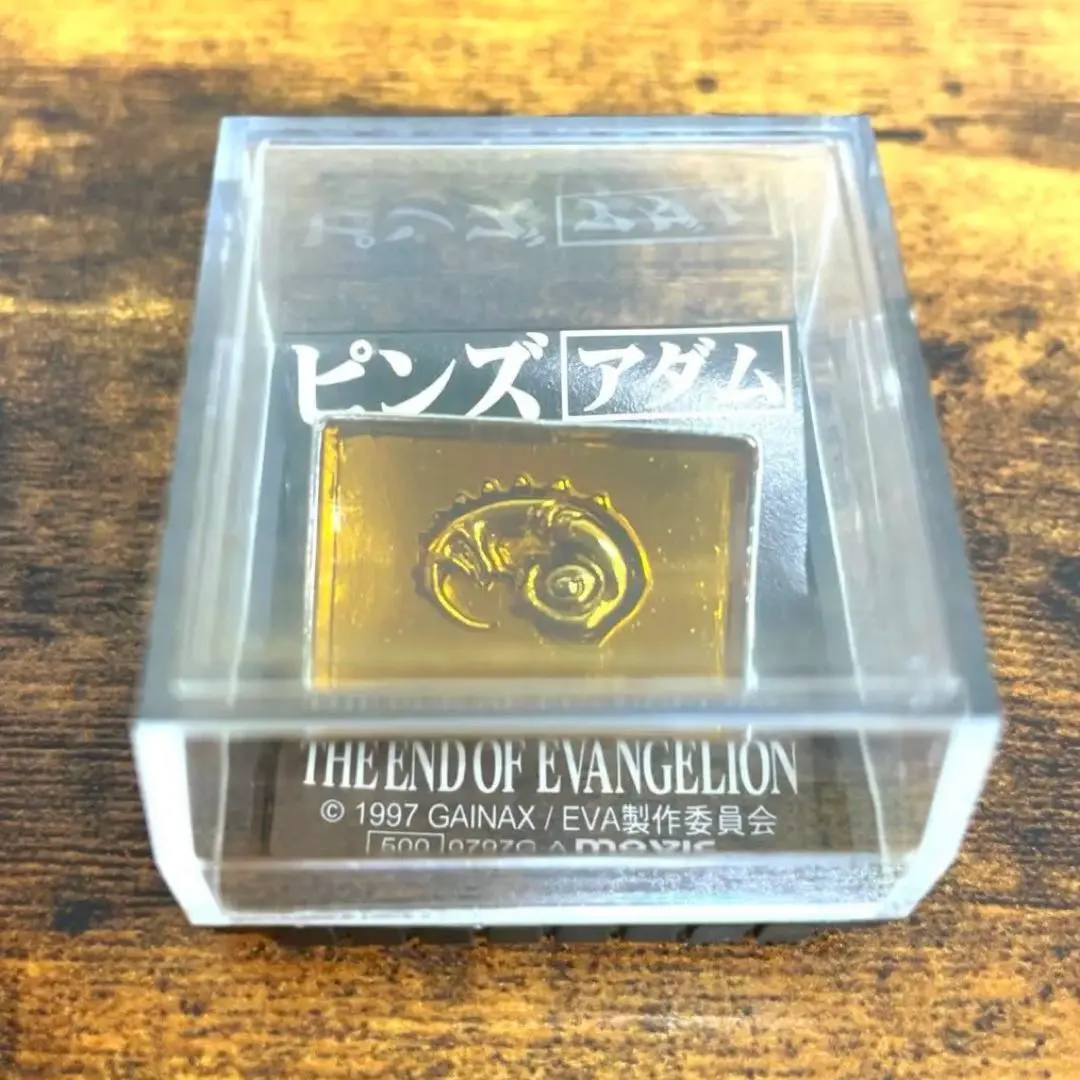 ピンズ アダム
THE END OF EVANGELION
© 1997 GAINAX / EVA製作委員会